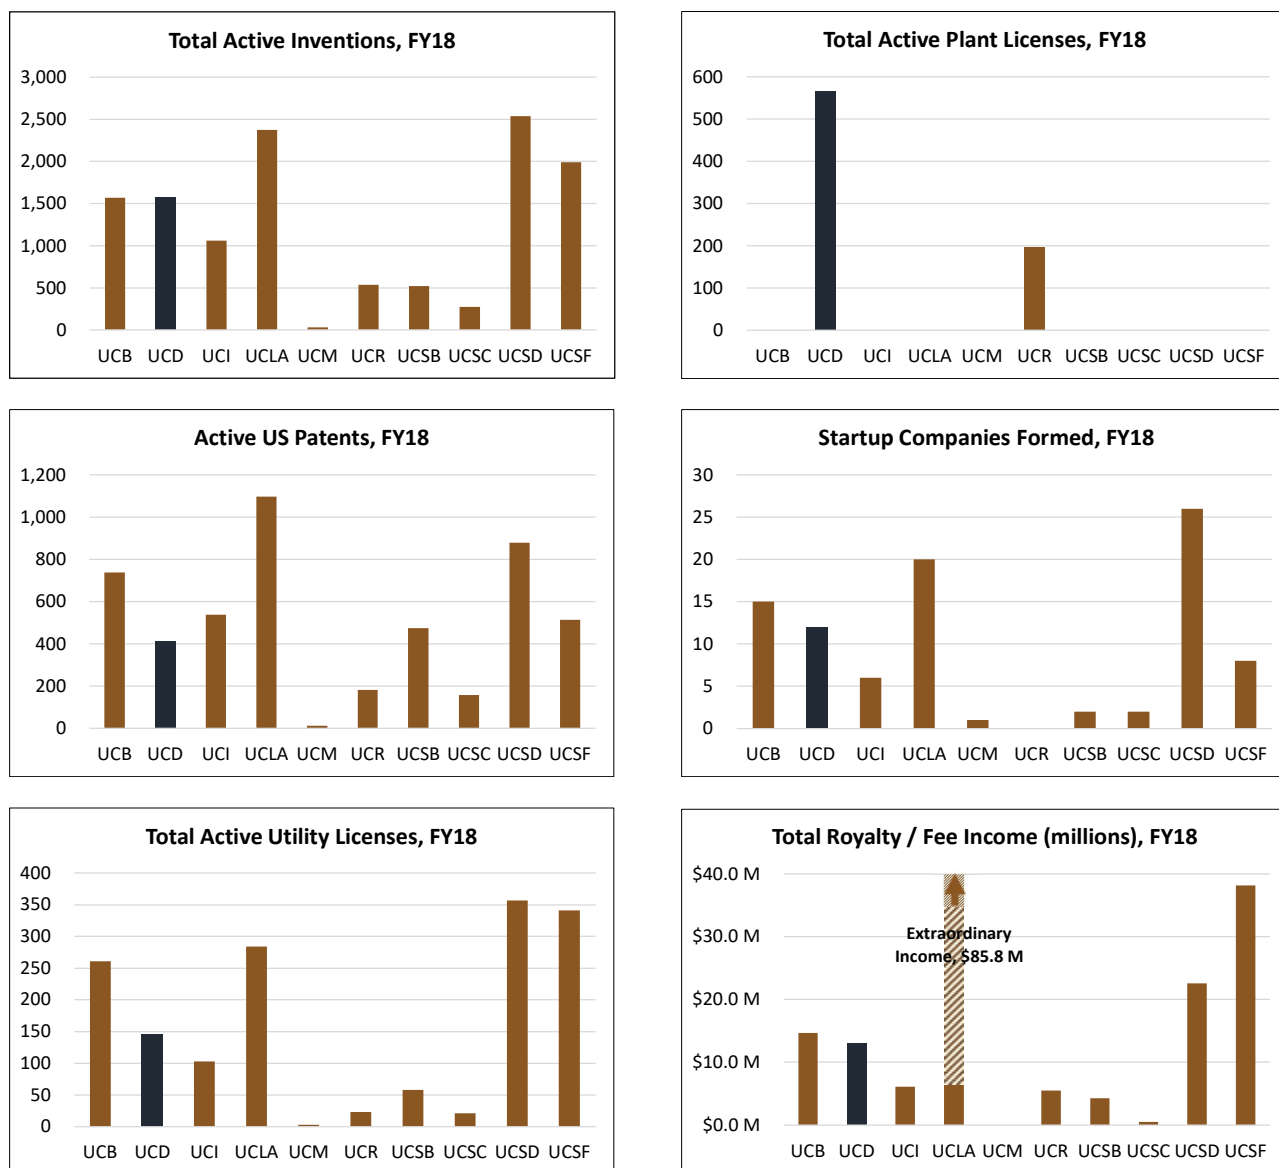 Total Active Inventions, FY18
3,000
2,500
2,000
1,500
1,000
500
0
UCB UCD UCI UCLA UCM UCR UCSB UCSC UCSD UCSF
Total Active Plant Licenses, FY18
600
500
400
300
200
100
0
UCB UCD UCI UCLA UCM UCR UCSB UCSC UCSD UCSF
Active US Patents, FY18
1,200
1,000
800
600
400
200
0
UCB UCD UCI UCLA UCM UCR UCSB UCSC UCSD UCSF
Startup Companies Formed, FY18
30
25
20
15
10
5
0
UCB UCD UCI UCLA UCM UCR UCSB UCSC UCSD UCSF
Total Active Utility Licenses, FY18
400
350
300
250
200
150
100
50
0
UCB UCD UCI UCLA UCM UCR UCSB UCSC UCSD UCSF
Total Royalty / Fee Income (millions), FY18
$40.0 M
$30.0 M
$20.0 M
$10.0 M
$0.0 M
Extraordinary
Income, $85.8 M
UCB UCD UCI UCLA UCM UCR UCSB UCSC UCSD UCSF